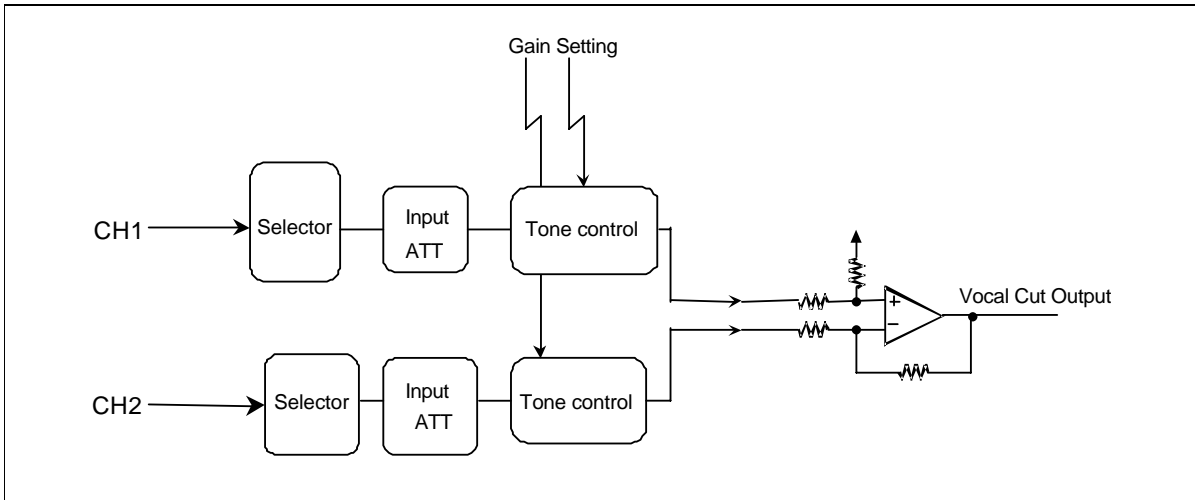 Gain Setting
CH1
Selector
Input
ATT
Tone control
+
−
Vocal Cut Output
CH2
Selector
Input
ATT
Tone control